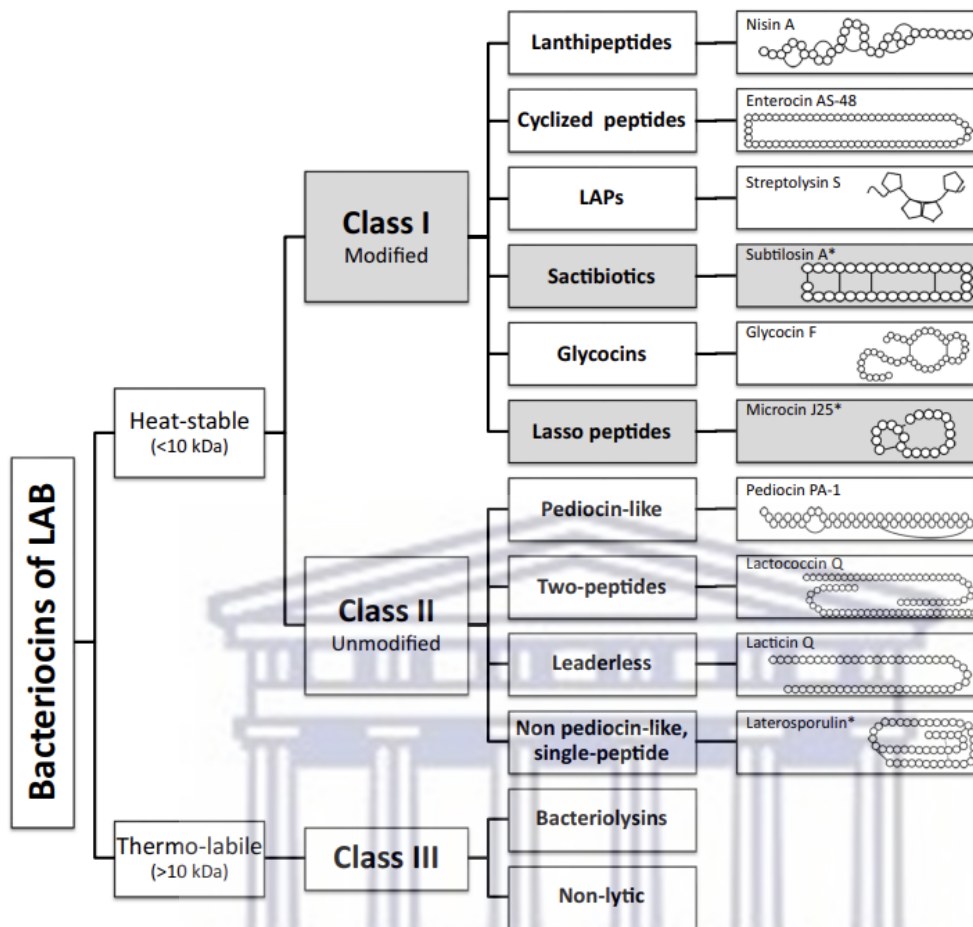 Bacteriocins of LAB
Heat-stable
(<10 kDa)
Thermo-labile
(>10 kDa)
Class I
Modified
Class II
Unmodified
Class III
Lanthipeptides
Nisin A
Cyclized peptides
Enterocin AS-48
LAPs
Streptolysin S
Sactibiotics
Subtilosin A*
Glycocins
Glycocin F
Lasso peptides
Microcin J25*
Pediocin-like
Pediocin PA-1
Two-peptides
Lactococcin Q
Leaderless
Lacticin Q
Non pediocin-like,
single-peptide
Laterosporulin*
Bacteriolysins
Non-lytic